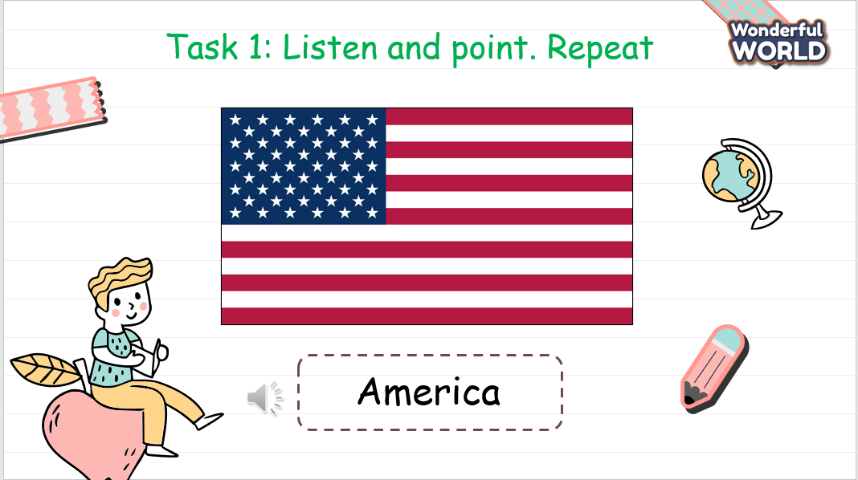 Task 1: Listen and point. Repeat
Wonderful
WORLD
America